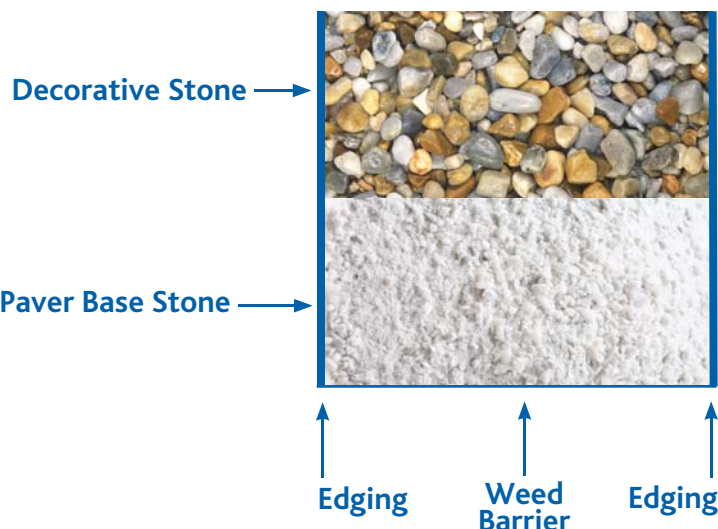 Decorative Stone
Paver Base Stone
Edging
Weed
Barrier
Edging